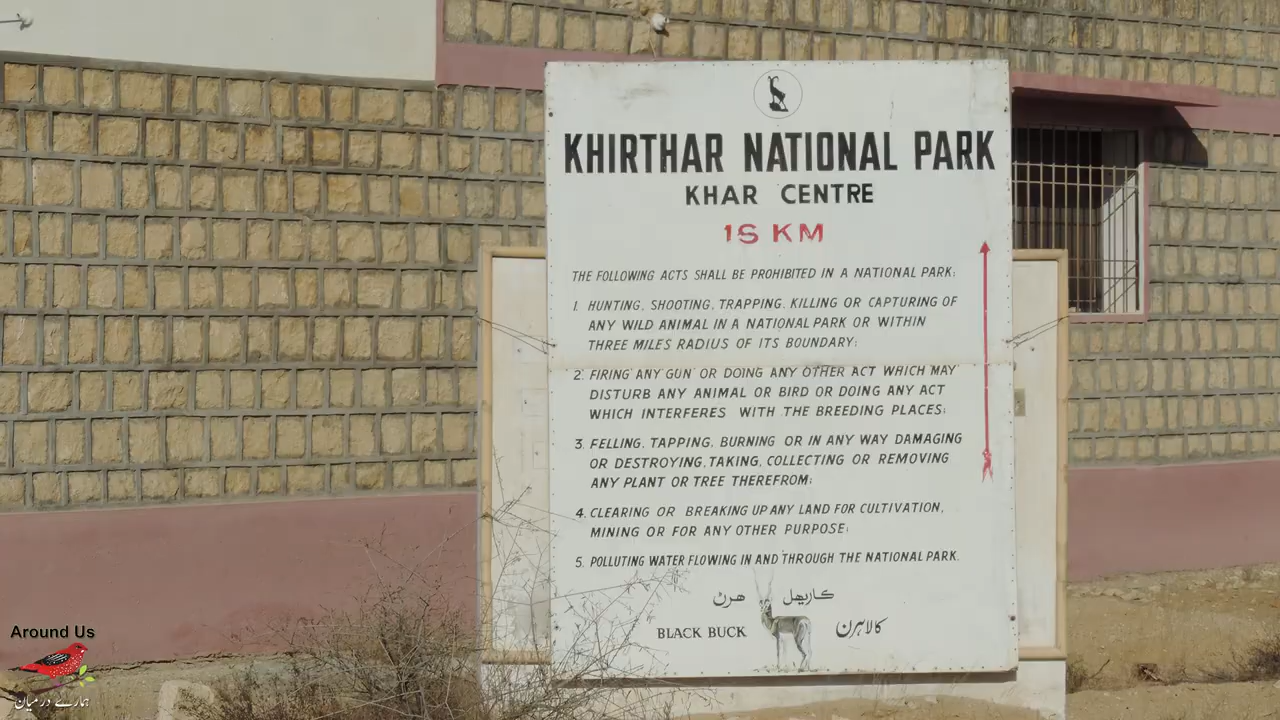 KHIRTHAR NATIONAL PARK
KHAR CENTRE
1S KM
THE FOLLOWING ACTS SHALL BE PROHIBITED IN A NATIONAL PARK:
1. HUNTING, SHOOTING, TRAPPING, KILLING OR CAPTURING OF
ANY WILD ANIMAL IN A NATIONAL PARK OR WITHIN
THREE MILES RADIUS OF ITS BOUNDARY;
2. FIRING ANY GUN OR DOING ANY OTHER ACT WHICH MAY
DISTURB ANY ANIMAL OR BIRD OR DOING ANY ACT
WHICH INTERFERES WITH THE BREEDING PLACES;
3. FELLING, TAPPING, BURNING OR IN ANY WAY DAMAGING
OR DESTROYING, TAKING, COLLECTING OR REMOVING
ANY PLANT OR TREE THEREFROM;
4. CLEARING OR BREAKING UP ANY LAND FOR CULTIVATION,
MINING OR FOR ANY OTHER PURPOSE;
5. POLLUTING WATER FLOWING IN AND THROUGH THE NATIONAL PARK.
ڪاريھل ھرڻ
BLACK BUCK کالا ہرن
Around Us
ہمارے درمیان